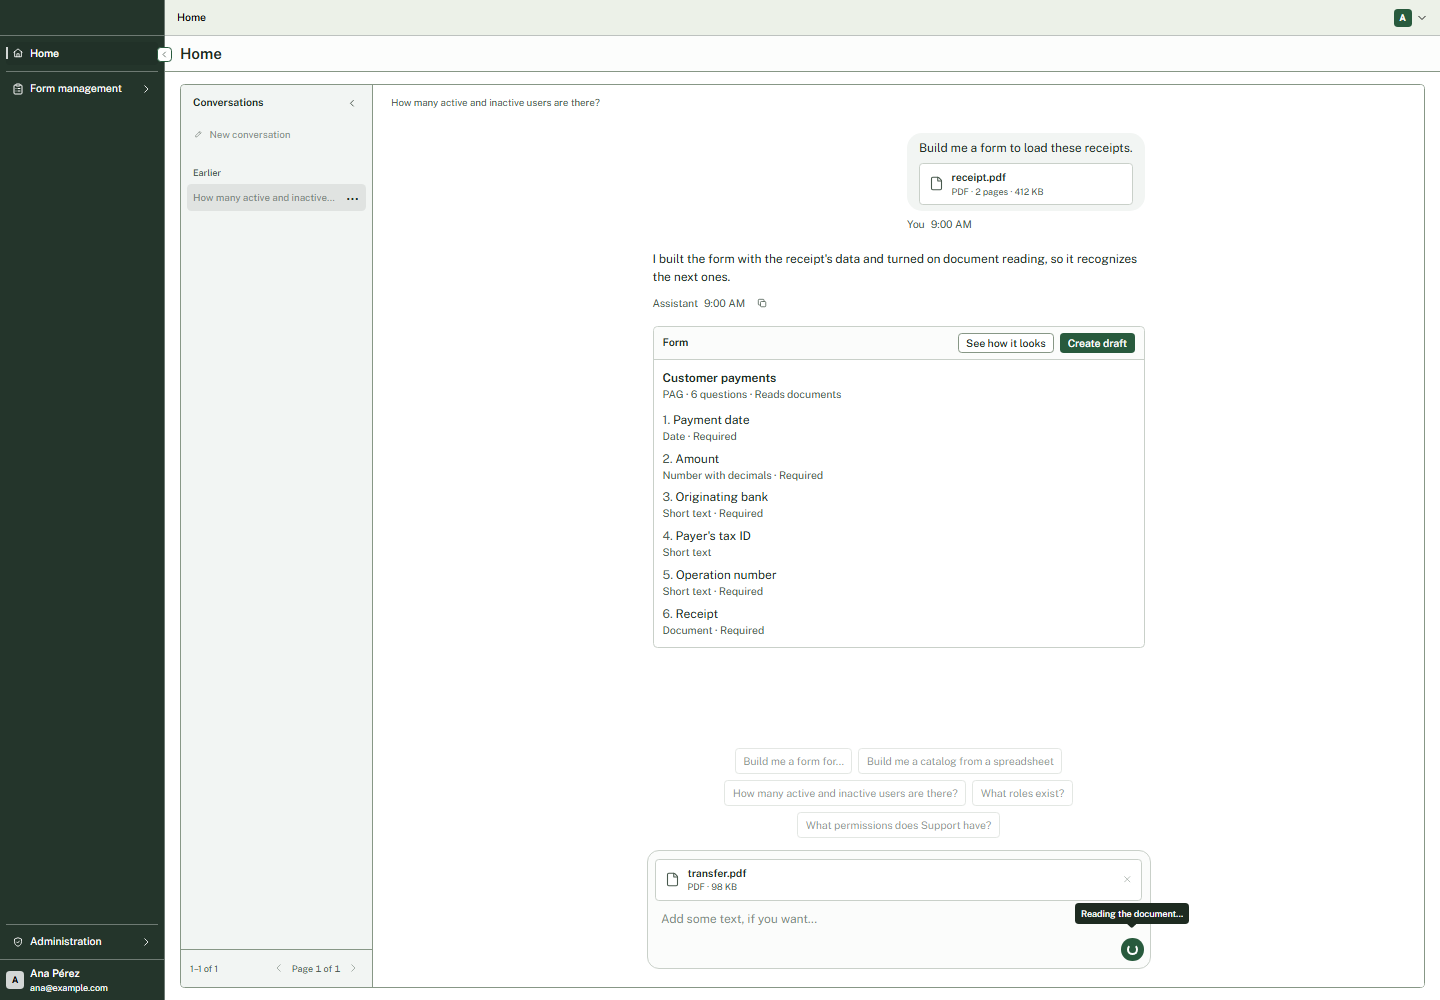 Home
A
Home
Home
Form management
Conversations
New conversation
Earlier
How many active and inactive...
How many active and inactive users are there?
Build me a form to load these receipts.
receipt.pdf
PDF · 2 pages · 412 KB
You 9:00 AM
I built the form with the receipt's data and turned on document reading, so it recognizes
the next ones.
Assistant 9:00 AM
Form
See how it looks
Create draft
Customer payments
PAG · 6 questions · Reads documents
1. Payment date
Date · Required
2. Amount
Number with decimals · Required
3. Originating bank
Short text · Required
4. Payer's tax ID
Short text
5. Operation number
Short text · Required
6. Receipt
Document · Required
Build me a form for...
Build me a catalog from a spreadsheet
How many active and inactive users are there?
What roles exist?
What permissions does Support have?
transfer.pdf
PDF · 98 KB
Add some text, if you want...
Reading the document...
1–1 of 1
Page 1 of 1
Administration
A
Ana Pérez
ana@example.com